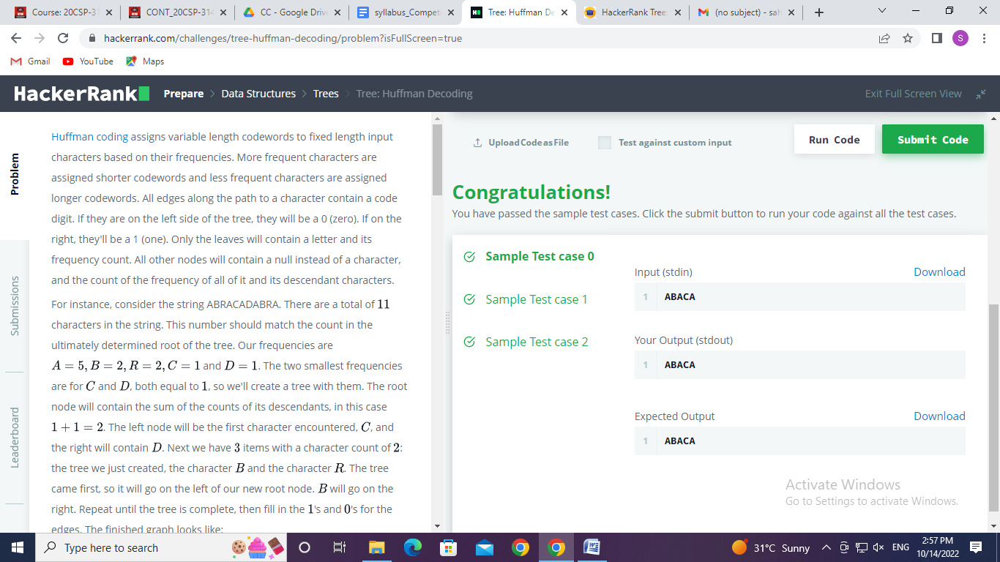 Course: 20CSP-31
CONT_20CSP-314
CC - Google Drive
syllabus_Compet
Tree: Huffman De
HackerRank Tree
(no subject) - sah
hackerrank.com/challenges/tree-huffman-decoding/problem?isFullScreen=true
S
Gmail
YouTube
Maps
HackerRank
Prepare > Data Structures > Trees > Tree: Huffman Decoding
Exit Full Screen View
Problem
Submissions
Leaderboard
Huffman coding assigns variable length codewords to fixed length input
characters based on their frequencies. More frequent characters are
assigned shorter codewords and less frequent characters are assigned
longer codewords. All edges along the path to a character contain a code
digit. If they are on the left side of the tree, they will be a 0 (zero). If on the
right, they'll be a 1 (one). Only the leaves will contain a letter and its
frequency count. All other nodes will contain a null instead of a character,
and the count of the frequency of all of it and its descendant characters.
For instance, consider the string ABRACADABRA. There are a total of 11
characters in the string. This number should match the count in the
ultimately determined root of the tree. Our frequencies are
A = 5, B = 2, R = 2, C = 1 and D = 1. The two smallest frequencies
are for C and D, both equal to 1, so we'll create a tree with them. The root
node will contain the sum of the counts of its descendants, in this case
1 + 1 = 2. The left node will be the first character encountered, C, and
the right will contain D. Next we have 3 items with a character count of 2:
the tree we just created, the character B and the character R. The tree
came first, so it will go on the left of our new root node. B will go on the
right. Repeat until the tree is complete, then fill in the 1's and 0's for the
edges. The finished graph looks like:
Upload Code as File
Test against custom input
Run Code
Submit Code
Congratulations!
You have passed the sample test cases. Click the submit button to run your code against all the test cases.
Sample Test case 0
Sample Test case 1
Sample Test case 2
Input (stdin)
Download
1 ABACA
Your Output (stdout)
1 ABACA
Expected Output
Download
1 ABACA
Activate Windows
Go to Settings to activate Windows.
Type here to search
31°C Sunny
ENG
2:57 PM
10/14/2022